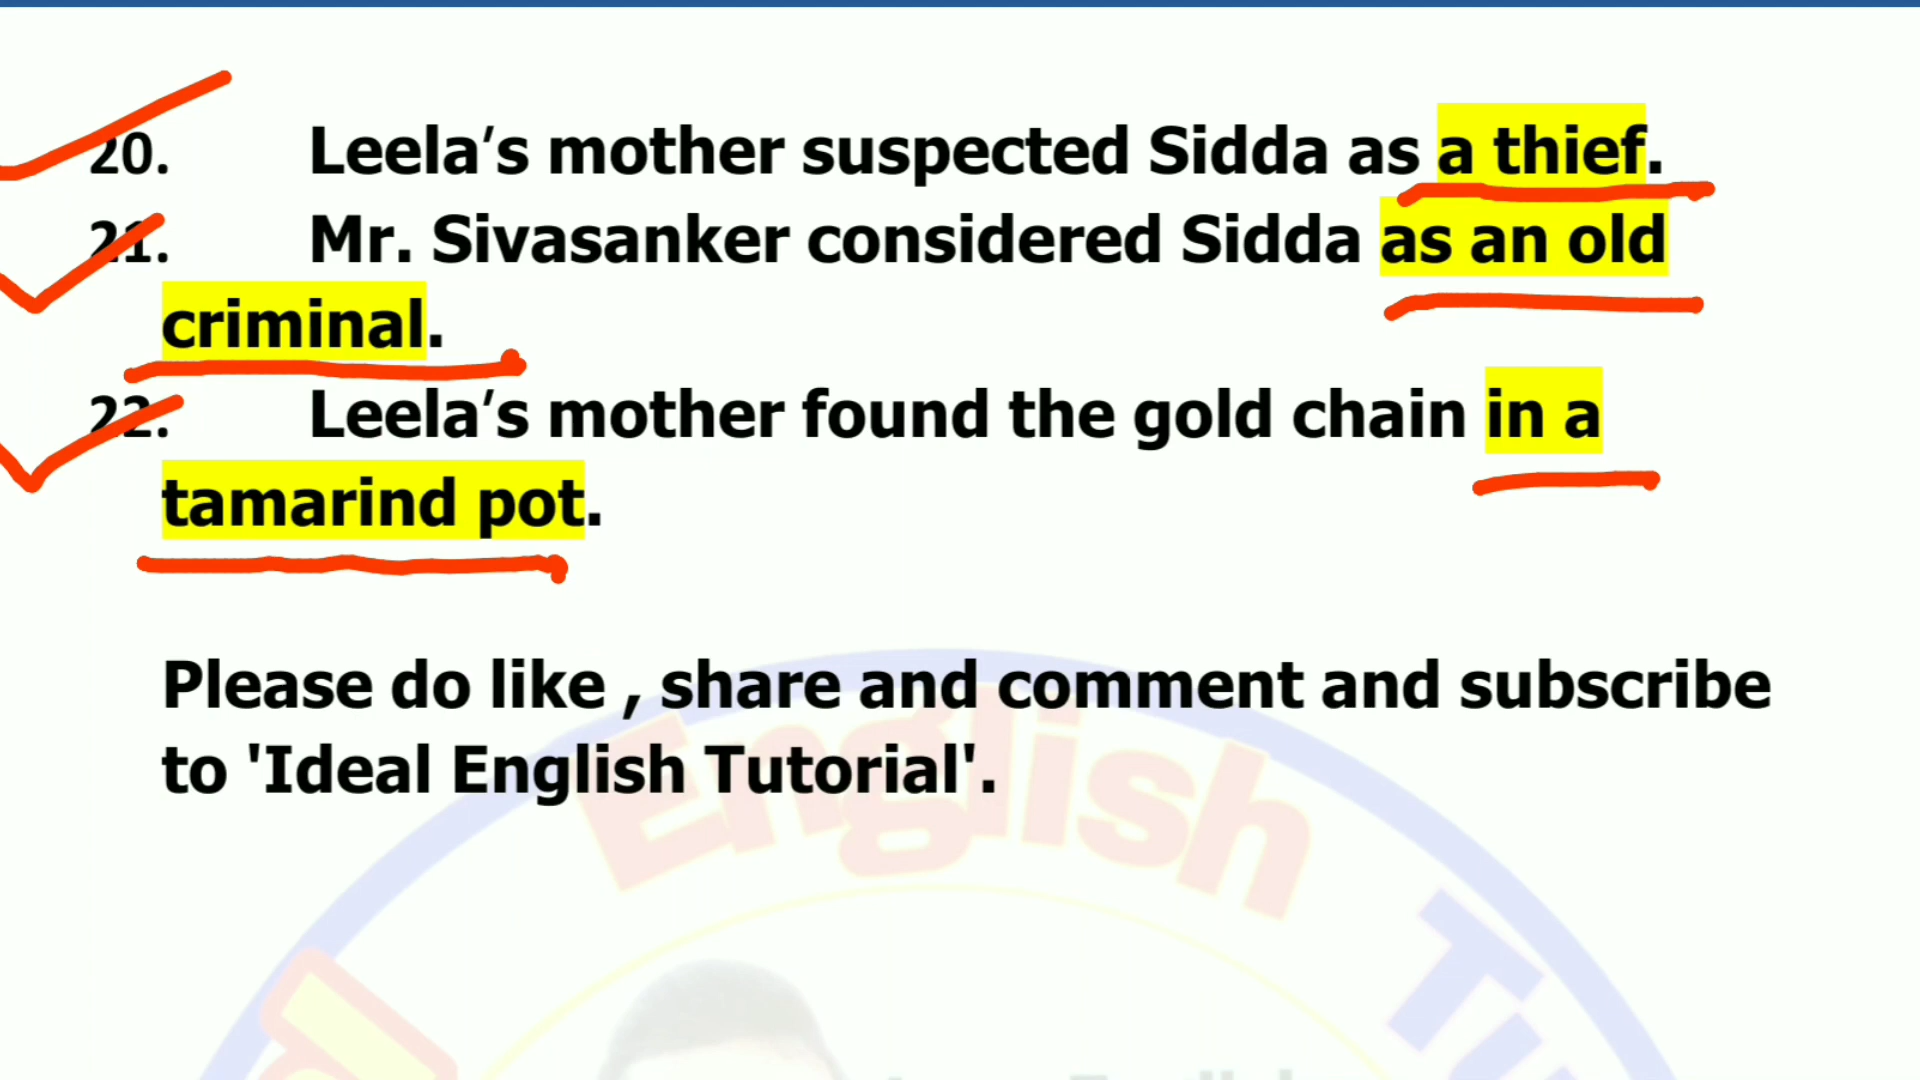 20. Leela’s mother suspected Sidda as a thief.
21. Mr. Sivasanker considered Sidda as an old
criminal.
22. Leela’s mother found the gold chain in a
tamarind pot.
Please do like , share and comment and subscribe
to 'Ideal English Tutorial'.
English